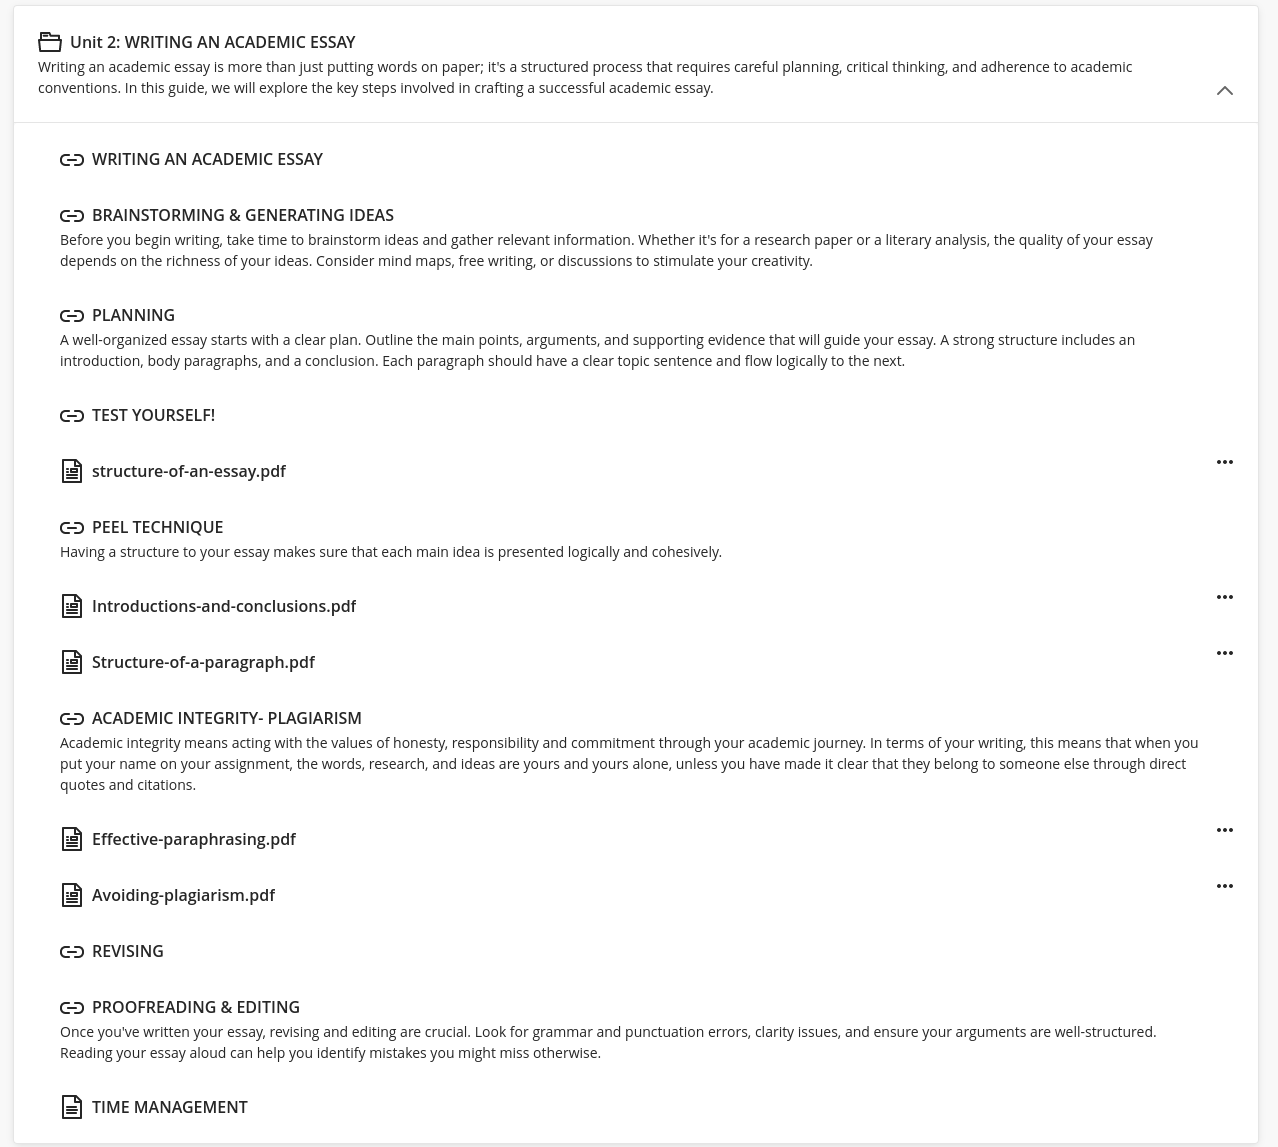 Unit 2: WRITING AN ACADEMIC ESSAY
Writing an academic essay is more than just putting words on paper; it's a structured process that requires careful planning, critical thinking, and adherence to academic
conventions. In this guide, we will explore the key steps involved in crafting a successful academic essay.
WRITING AN ACADEMIC ESSAY
BRAINSTORMING & GENERATING IDEAS
Before you begin writing, take time to brainstorm ideas and gather relevant information. Whether it's for a research paper or a literary analysis, the quality of your essay
depends on the richness of your ideas. Consider mind maps, free writing, or discussions to stimulate your creativity.
PLANNING
A well-organized essay starts with a clear plan. Outline the main points, arguments, and supporting evidence that will guide your essay. A strong structure includes an
introduction, body paragraphs, and a conclusion. Each paragraph should have a clear topic sentence and flow logically to the next.
TEST YOURSELF!
structure-of-an-essay.pdf
PEEL TECHNIQUE
Having a structure to your essay makes sure that each main idea is presented logically and cohesively.
Introductions-and-conclusions.pdf
Structure-of-a-paragraph.pdf
ACADEMIC INTEGRITY- PLAGIARISM
Academic integrity means acting with the values of honesty, responsibility and commitment through your academic journey. In terms of your writing, this means that when you
put your name on your assignment, the words, research, and ideas are yours and yours alone, unless you have made it clear that they belong to someone else through direct
quotes and citations.
Effective-paraphrasing.pdf
Avoiding-plagiarism.pdf
REVISING
PROOFREADING & EDITING
Once you've written your essay, revising and editing are crucial. Look for grammar and punctuation errors, clarity issues, and ensure your arguments are well-structured.
Reading your essay aloud can help you identify mistakes you might miss otherwise.
TIME MANAGEMENT